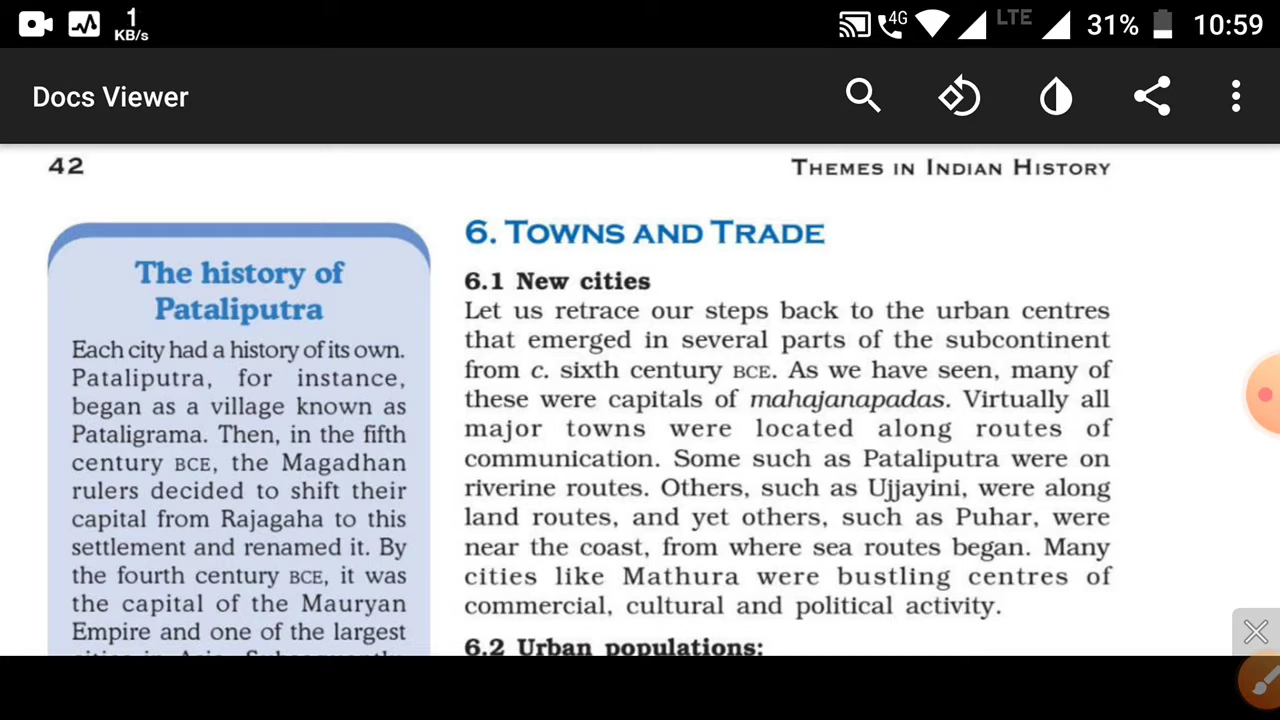 1
KB/s
4G
LTE
31%
10:59
Docs Viewer
42
THEMES IN INDIAN HISTORY
The history of
Pataliputra
Each city had a history of its own.
Pataliputra, for instance,
began as a village known as
Pataligrama. Then, in the fifth
century BCE, the Magadhan
rulers decided to shift their
capital from Rajagaha to this
settlement and renamed it. By
the fourth century BCE, it was
the capital of the Mauryan
Empire and one of the largest
cities in Asia. Subsequently,
6. TOWNS AND TRADE
6.1 New cities
Let us retrace our steps back to the urban centres
that emerged in several parts of the subcontinent
from c. sixth century BCE. As we have seen, many of
these were capitals of mahajanapadas. Virtually all
major towns were located along routes of
communication. Some such as Pataliputra were on
riverine routes. Others, such as Ujjayini, were along
land routes, and yet others, such as Puhar, were
near the coast, from where sea routes began. Many
cities like Mathura were bustling centres of
commercial, cultural and political activity.
6.2 Urban populations: